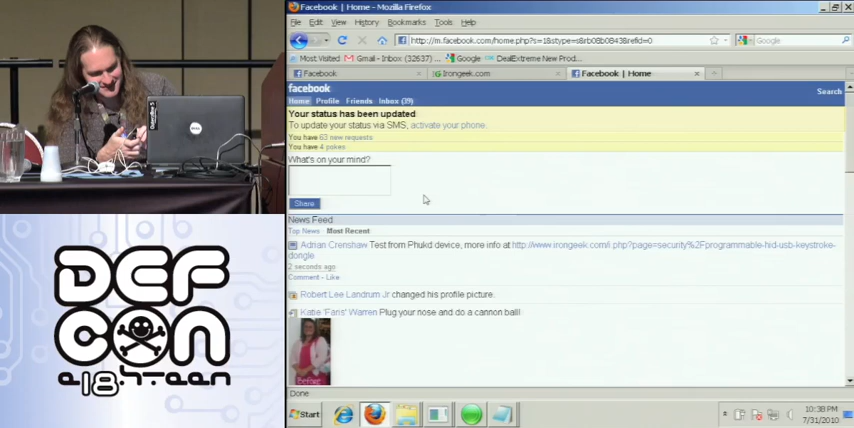 Facebook | Home - Mozilla Firefox
File Edit View History Bookmarks Tools Help
http://m.facebook.com/home.php?s=1&stype=s&rb08b0843&refid=0
Google
Most Visited Gmail - Inbox (32637) Google DealExtreme New Prod...
Facebook Irongeek.com Facebook | Home
facebook
Search
Home Profile Friends Inbox (39)
Your status has been updated
To update your status via SMS, activate your phone.
You have 63 new requests
You have 4 pokes
What's on your mind?
Share
News Feed
Top News Most Recent
Adrian Crenshaw Test from Phukd device, more info at http://www.irongeek.com/i.php?page=security%2Fprogrammable-hid-usb-keystroke-
dongle
2 seconds ago
Comment - Like
Robert Lee Landrum Jr changed his profile picture.
Katie 'Faris' Warren Plug your nose and do a cannon ball!
Before
Done
Start
10:38 PM
7/31/2010
DELL
DEF
CON
e18hteen